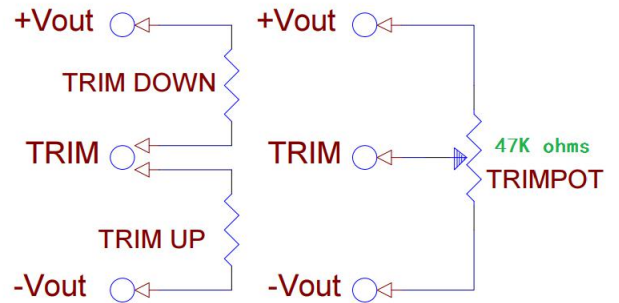 +Vout
TRIM DOWN
TRIM
TRIM UP
-Vout
+Vout
TRIM
47K ohms
TRIMPOT
-Vout